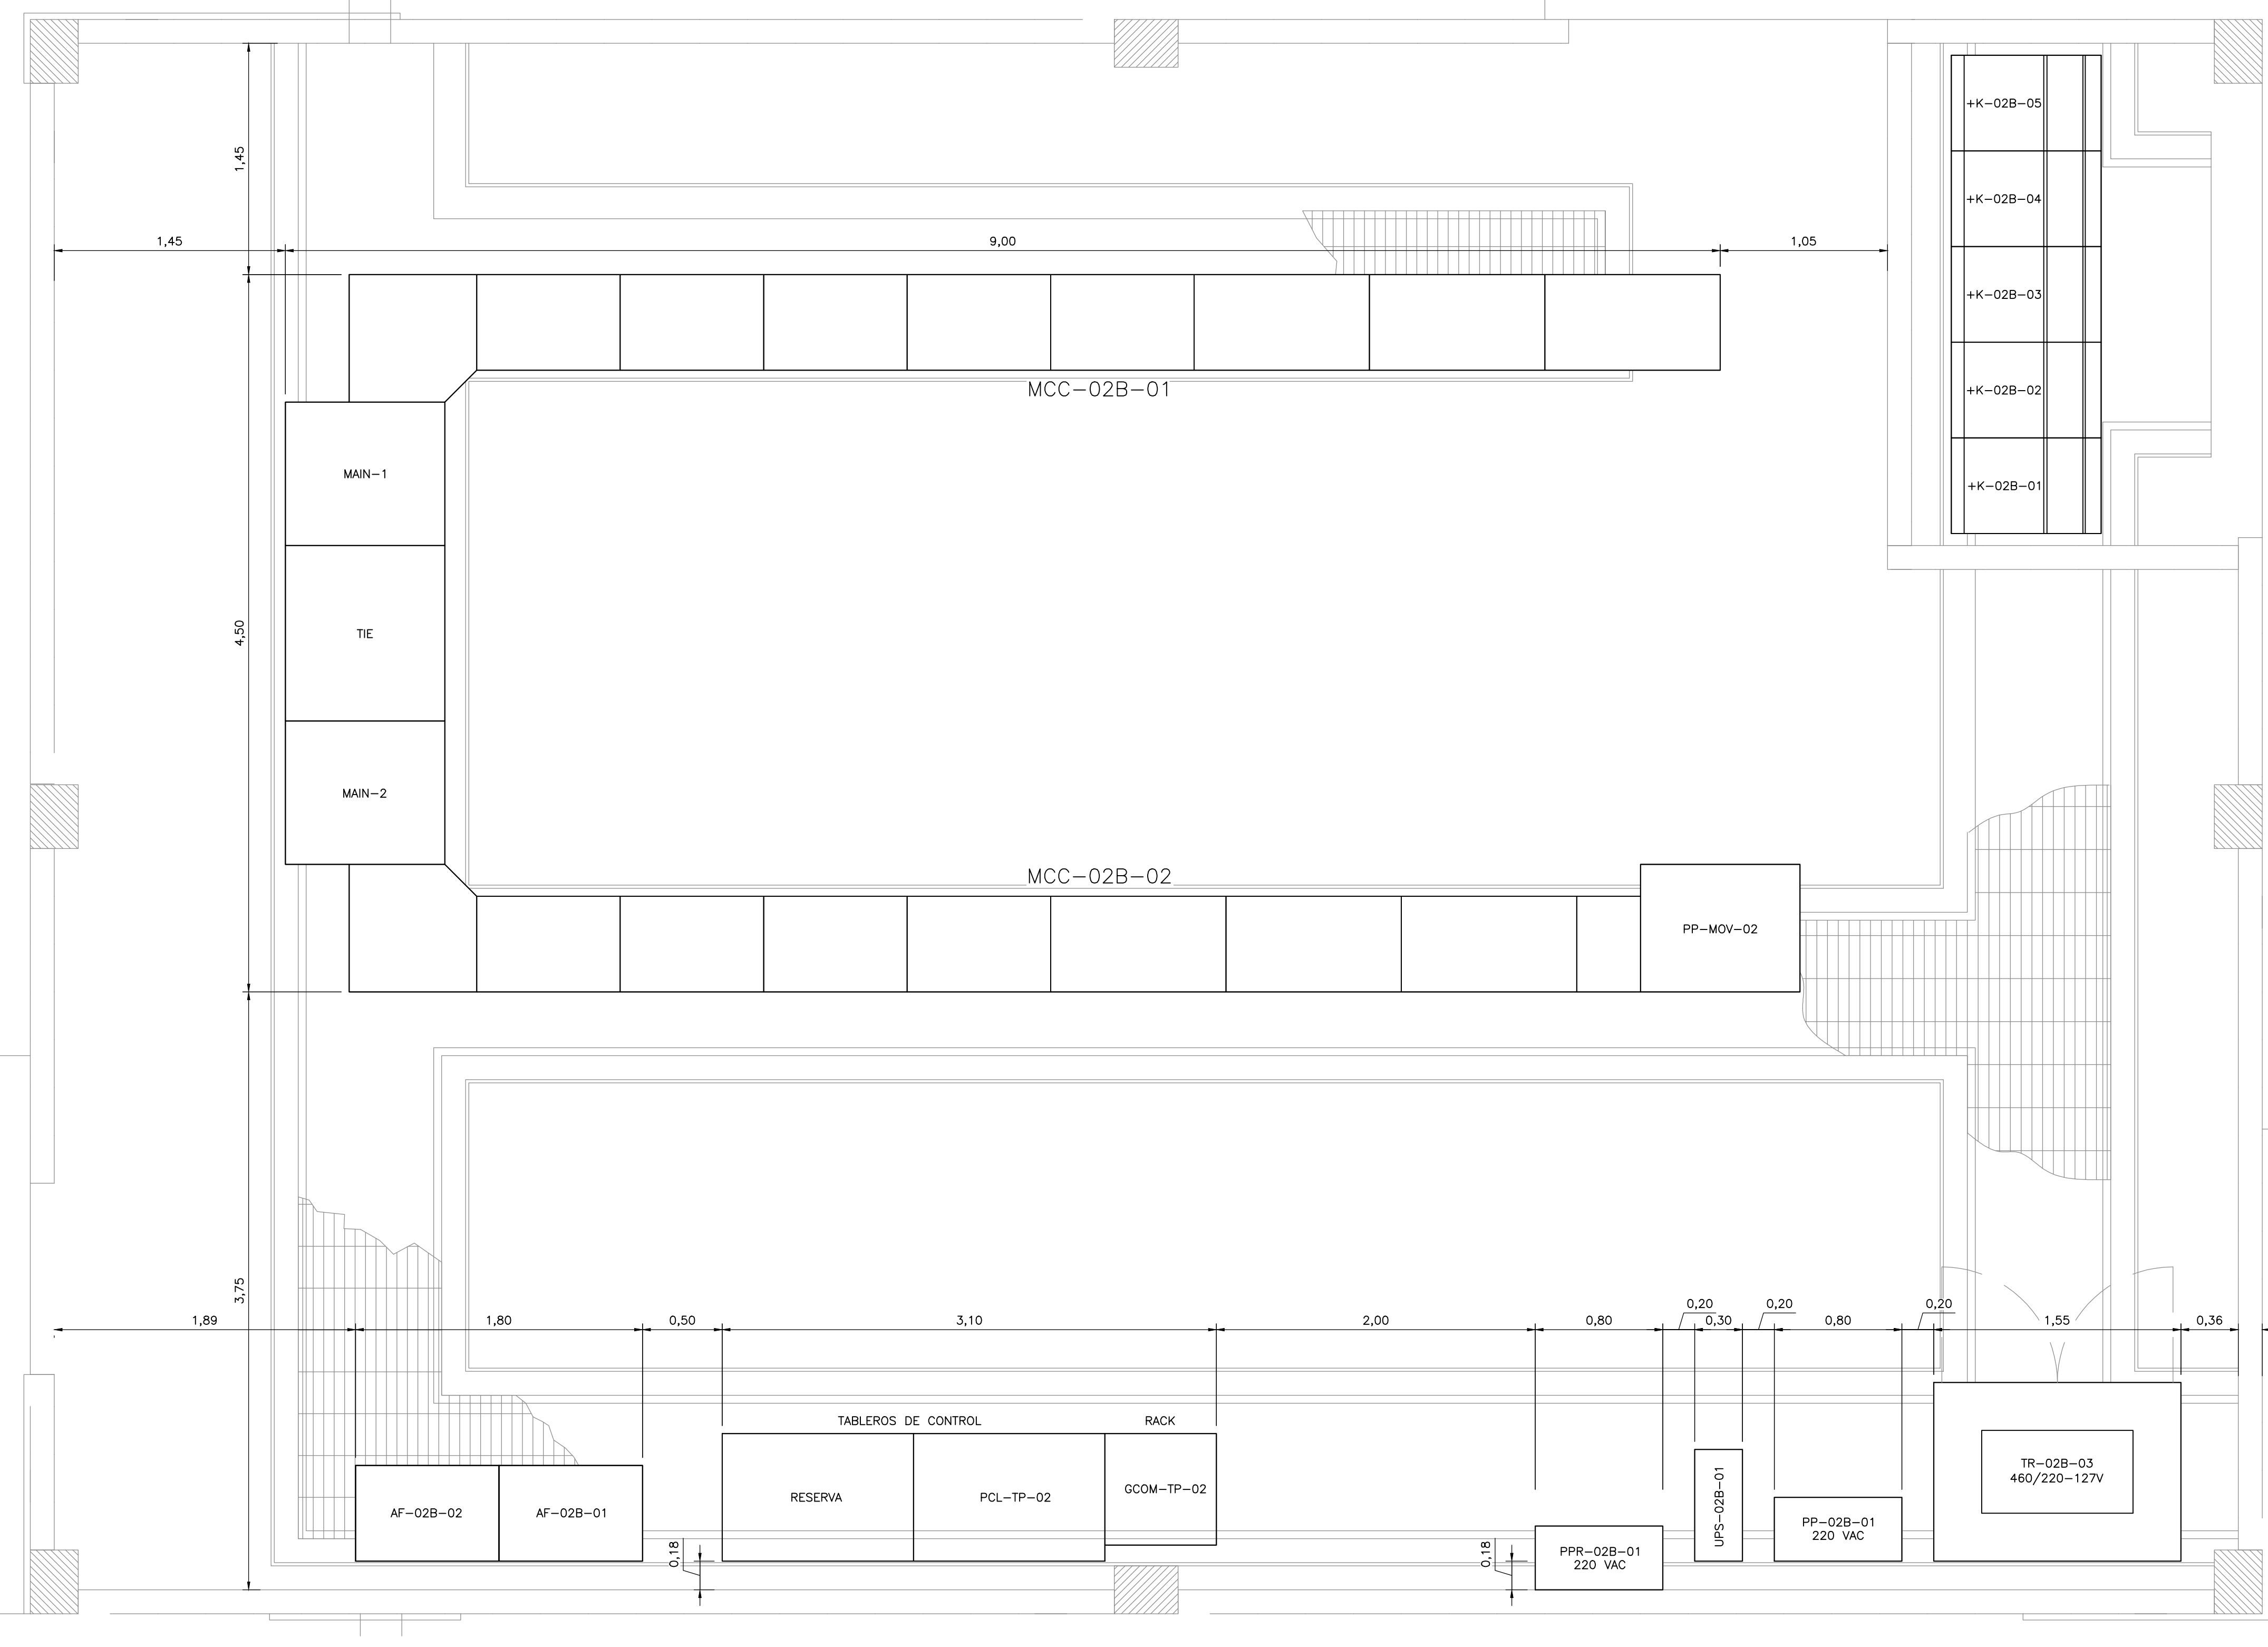 +K-02B-05
1,45
+K-02B-04
1,45
9,00
1,05
+K-02B-03
MCC-02B-01
+K-02B-02
MAIN-1
+K-02B-01
4,50
TIE
MAIN-2
MCC-02B-02
PP-MOV-02
3,75
1,89
1,80
0,50
3,10
2,00
0,80
0,20
0,30
0,20
0,80
0,20
1,55
0,36
TABLEROS DE CONTROL
RACK
AF-02B-02
AF-02B-01
RESERVA
PCL-TP-02
GCOM-TP-02
0,18
0,18
PPR-02B-01
220 VAC
UPS-02B-01
PP-02B-01
220 VAC
TR-02B-03
460/220-127V